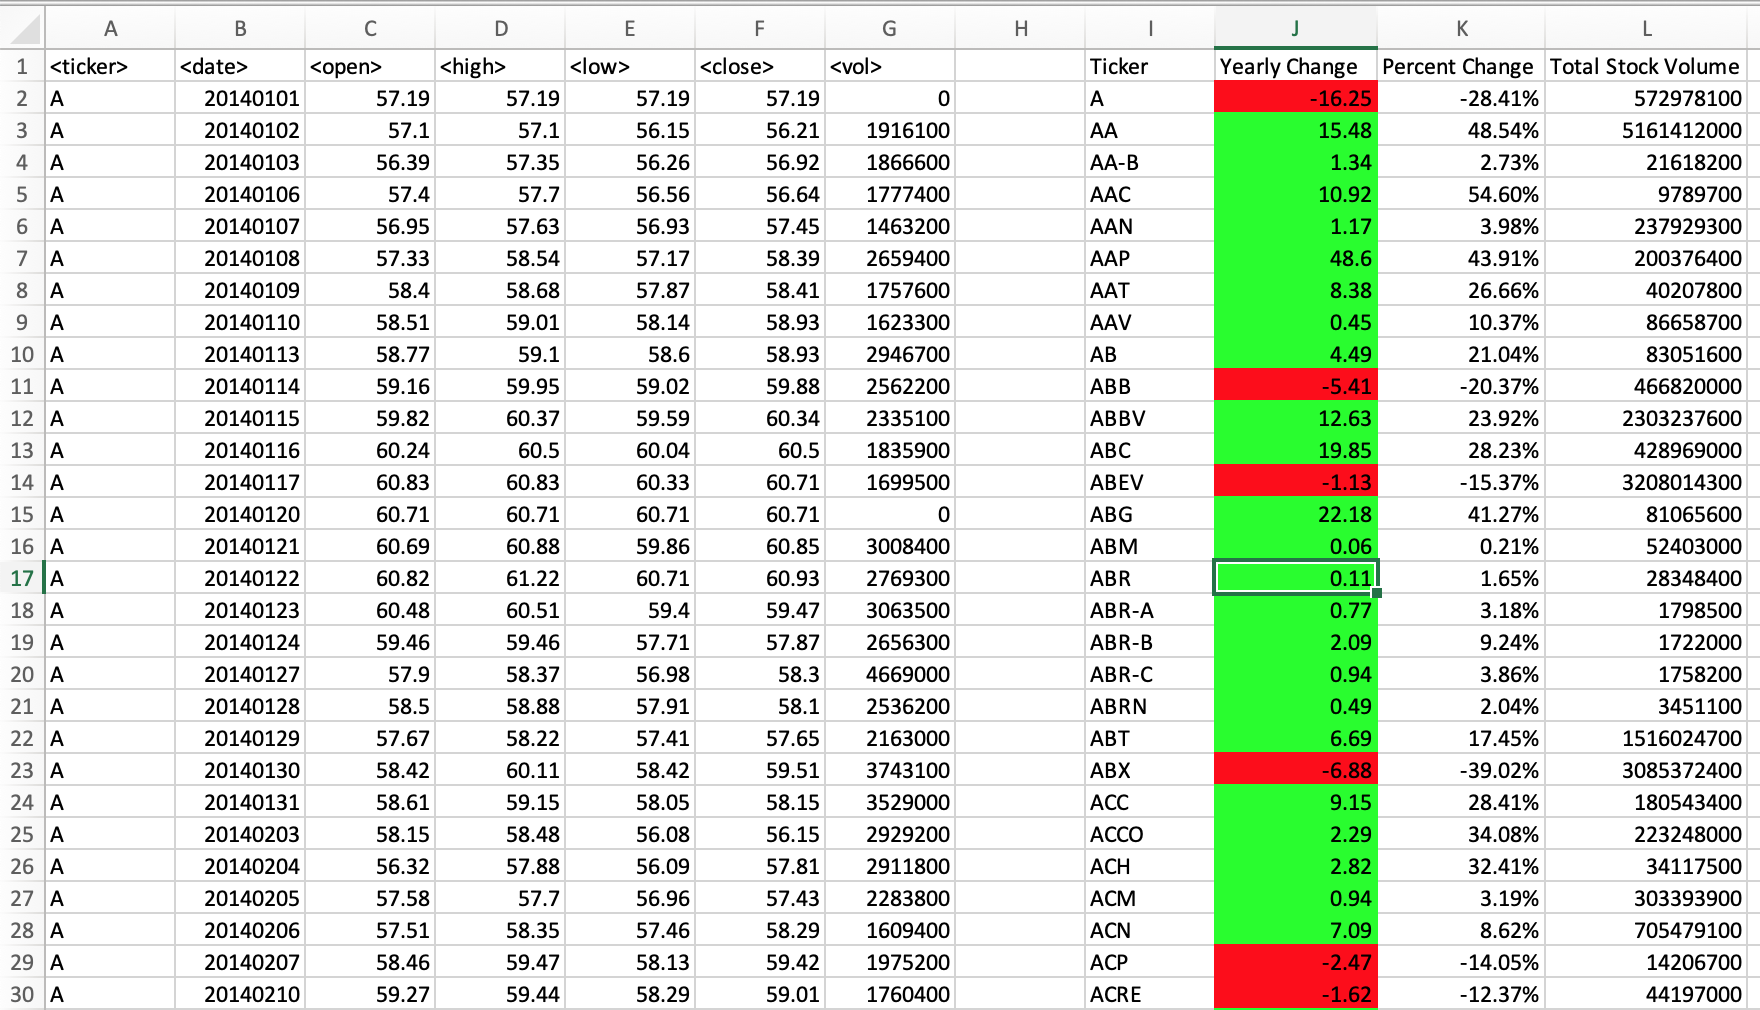 A B C D E F G H I J K L
1 <ticker> <date> <open> <high> <low> <close> <vol> Ticker Yearly Change Percent Change Total Stock Volume
2 A 20140101 57.19 57.19 57.19 57.19 0 A -16.25 -28.41% 572978100
3 A 20140102 57.1 57.1 56.15 56.21 1916100 AA 15.48 48.54% 5161412000
4 A 20140103 56.39 57.35 56.26 56.92 1866600 AA-B 1.34 2.73% 21618200
5 A 20140106 57.4 57.7 56.56 56.64 1777400 AAC 10.92 54.60% 9789700
6 A 20140107 56.95 57.63 56.93 57.45 1463200 AAN 1.17 3.98% 237929300
7 A 20140108 57.33 58.54 57.17 58.39 2659400 AAP 48.6 43.91% 200376400
8 A 20140109 58.4 58.68 57.87 58.41 1757600 AAT 8.38 26.66% 40207800
9 A 20140110 58.51 59.01 58.14 58.93 1623300 AAV 0.45 10.37% 86658700
10 A 20140113 58.77 59.1 58.6 58.93 2946700 AB 4.49 21.04% 83051600
11 A 20140114 59.16 59.95 59.02 59.88 2562200 ABB -5.41 -20.37% 466820000
12 A 20140115 59.82 60.37 59.59 60.34 2335100 ABBV 12.63 23.92% 2303237600
13 A 20140116 60.24 60.5 60.04 60.5 1835900 ABC 19.85 28.23% 428969000
14 A 20140117 60.83 60.83 60.33 60.71 1699500 ABEV -1.13 -15.37% 3208014300
15 A 20140120 60.71 60.71 60.71 60.71 0 ABG 22.18 41.27% 81065600
16 A 20140121 60.69 60.88 59.86 60.85 3008400 ABM 0.06 0.21% 52403000
17 A 20140122 60.82 61.22 60.71 60.93 2769300 ABR 0.11 1.65% 28348400
18 A 20140123 60.48 60.51 59.4 59.47 3063500 ABR-A 0.77 3.18% 1798500
19 A 20140124 59.46 59.46 57.71 57.87 2656300 ABR-B 2.09 9.24% 1722000
20 A 20140127 57.9 58.37 56.98 58.3 4669000 ABR-C 0.94 3.86% 1758200
21 A 20140128 58.5 58.88 57.91 58.1 2536200 ABRN 0.49 2.04% 3451100
22 A 20140129 57.67 58.22 57.41 57.65 2163000 ABT 6.69 17.45% 1516024700
23 A 20140130 58.42 60.11 58.42 59.51 3743100 ABX -6.88 -39.02% 3085372400
24 A 20140131 58.61 59.15 58.05 58.15 3529000 ACC 9.15 28.41% 180543400
25 A 20140203 58.15 58.48 56.08 56.15 2929200 ACCO 2.29 34.08% 223248000
26 A 20140204 56.32 57.88 56.09 57.81 2911800 ACH 2.82 32.41% 34117500
27 A 20140205 57.58 57.7 56.96 57.43 2283800 ACM 0.94 3.19% 303393900
28 A 20140206 57.51 58.35 57.46 58.29 1609400 ACN 7.09 8.62% 705479100
29 A 20140207 58.46 59.47 58.13 59.42 1975200 ACP -2.47 -14.05% 14206700
30 A 20140210 59.27 59.44 58.29 59.01 1760400 ACRE -1.62 -12.37% 44197000